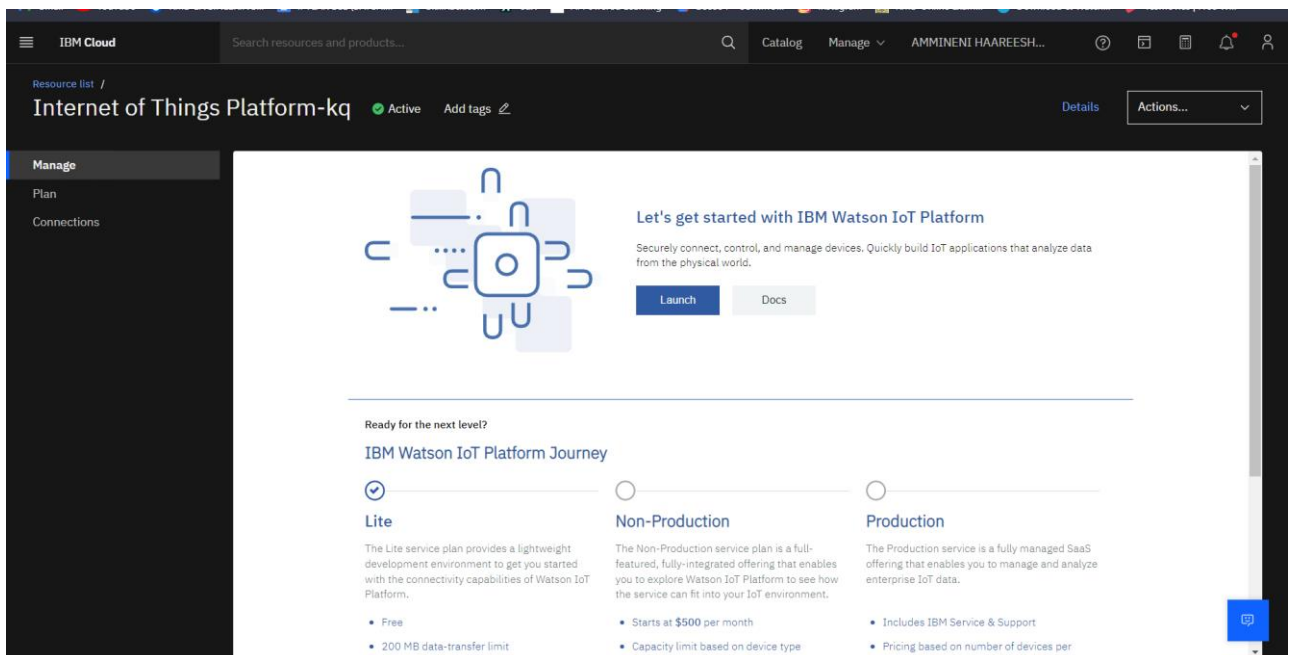 IBM Cloud
Search resources and products...
Catalog
Manage
AMMINENI HAAREESH...
Resource list /
Internet of Things Platform-kq
Active
Add tags
Details
Actions...
Manage
Plan
Connections
Let's get started with IBM Watson IoT Platform
Securely connect, control, and manage devices. Quickly build IoT applications that analyze data
from the physical world.
Launch
Docs
Ready for the next level?
IBM Watson IoT Platform Journey
Lite
The Lite service plan provides a lightweight
development environment to get you started
with the connectivity capabilities of Watson IoT
Platform.
• Free
• 200 MB data-transfer limit
Non-Production
The Non-Production service plan is a full-
featured, fully-integrated offering that enables
you to explore Watson IoT Platform to see how
the service can fit into your IoT environment.
• Starts at $500 per month
• Capacity limit based on device type
Production
The Production service is a fully managed SaaS
offering that enables you to manage and analyze
enterprise IoT data.
• Includes IBM Service & Support
• Pricing based on number of devices per